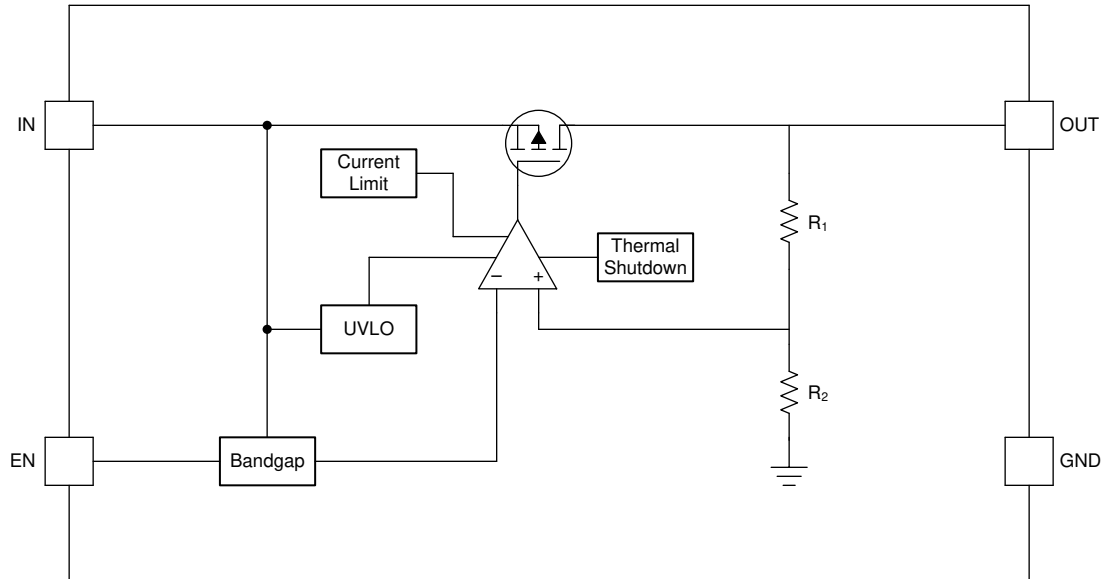 IN
OUT
Current
Limit
R₁
Thermal
Shutdown
− +
UVLO
R₂
EN
Bandgap
GND